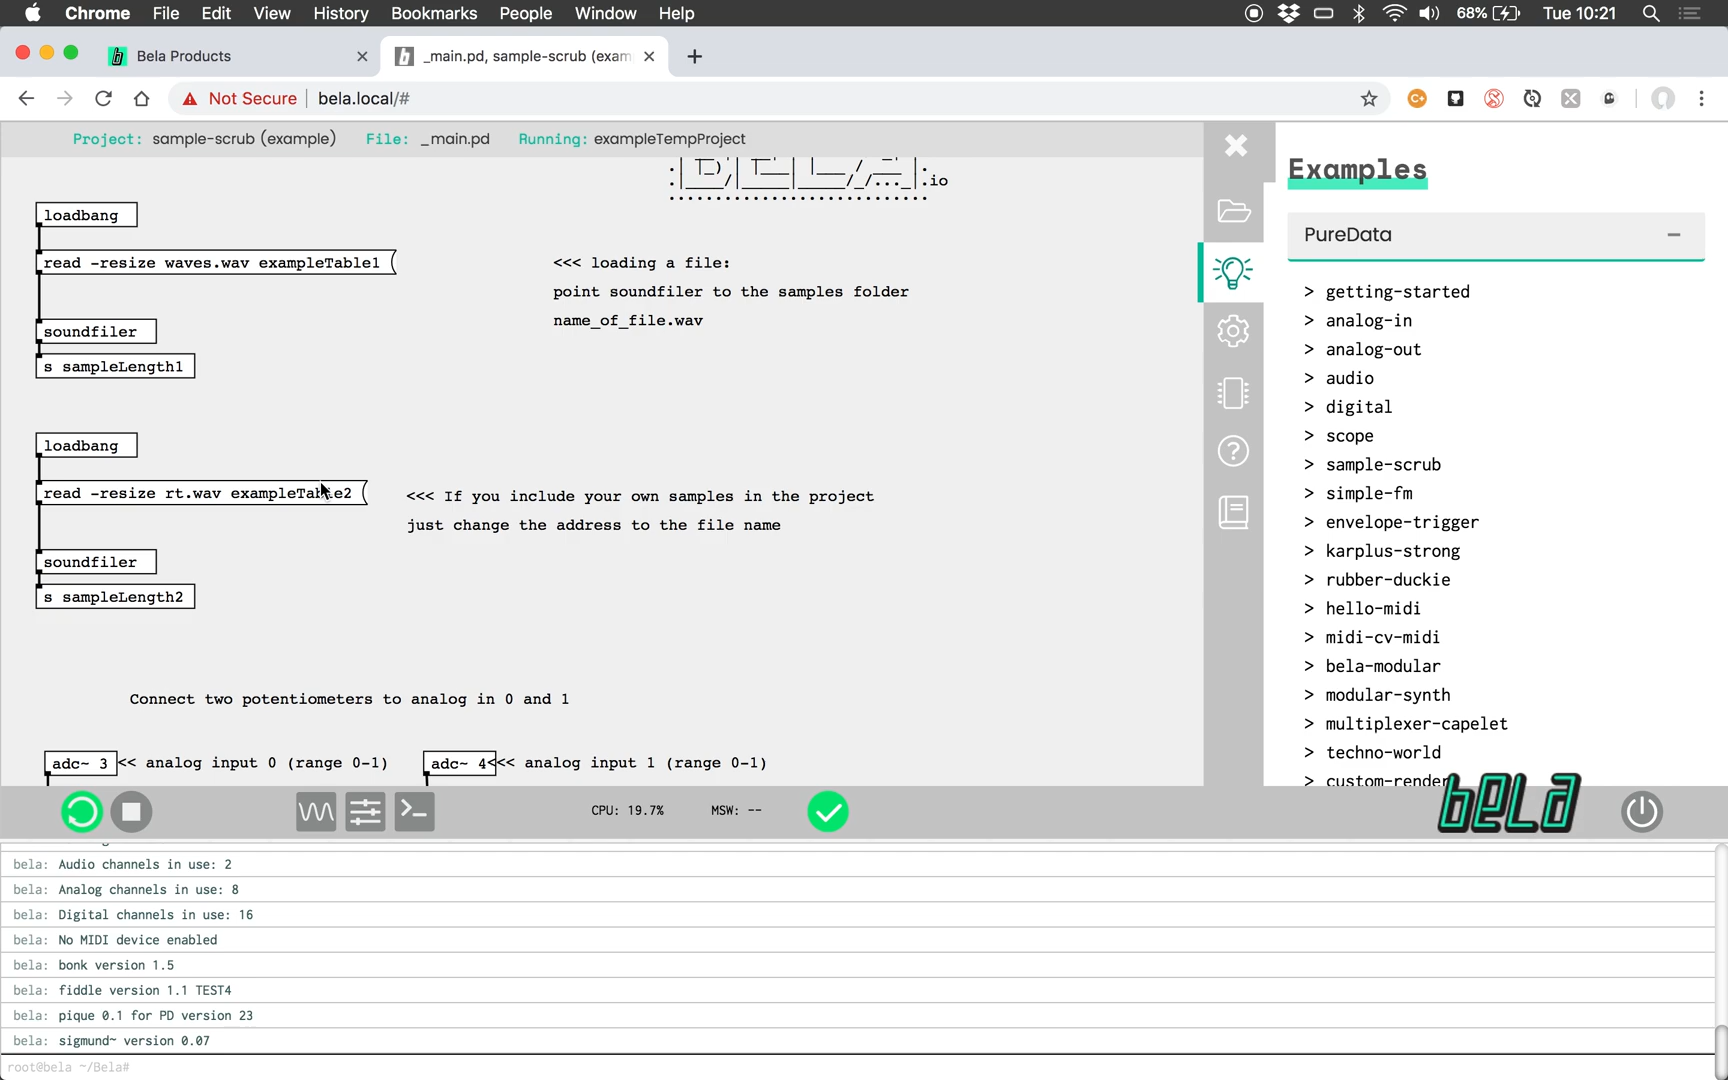 Chrome File Edit View History Bookmarks People Window Help 68% Tue 10:21
Bela Products
_main.pd, sample-scrub (exam
Not Secure bela.local/#
Project: sample-scrub (example) File: _main.pd Running: exampleTempProject
.io
loadbang
read -resize waves.wav exampleTable1
<<< loading a file:
point soundfiler to the samples folder
name_of_file.wav
soundfiler
s sampleLength1
loadbang
read -resize rt.wav exampleTable2
<<< If you include your own samples in the project
just change the address to the file name
soundfiler
s sampleLength2
Connect two potentiometers to analog in 0 and 1
adc~ 3 << analog input 0 (range 0-1) adc~ 4<<< analog input 1 (range 0-1)
Examples
PureData
> getting-started
> analog-in
> analog-out
> audio
> digital
> scope
> sample-scrub
> simple-fm
> envelope-trigger
> karplus-strong
> rubber-duckie
> hello-midi
> midi-cv-midi
> bela-modular
> modular-synth
> multiplexer-capelet
> techno-world
> custom-render
CPU: 19.7% MSW: --
bela
bela: Audio channels in use: 2
bela: Analog channels in use: 8
bela: Digital channels in use: 16
bela: No MIDI device enabled
bela: bonk version 1.5
bela: fiddle version 1.1 TEST4
bela: pique 0.1 for PD version 23
bela: sigmund~ version 0.07
root@bela ~/Bela#